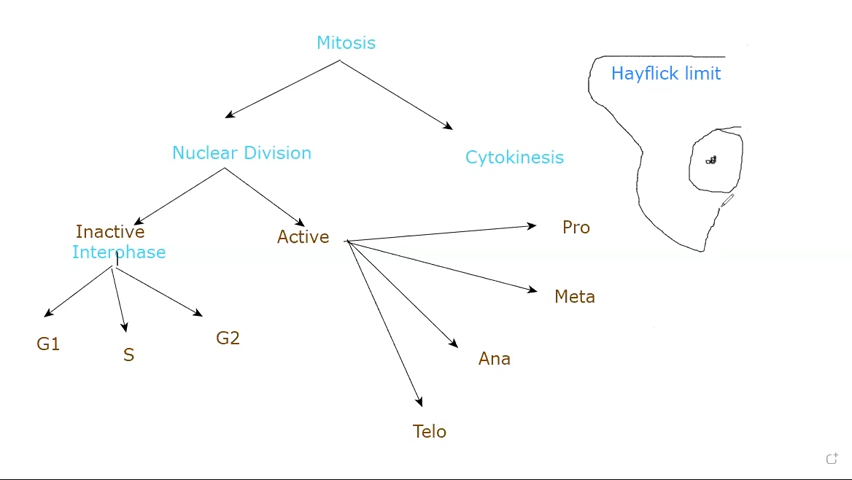 Mitosis
Hayflick limit
Nuclear Division
Cytokinesis
Inactive
Interphase
Active
Pro
Meta
G1
S
G2
Ana
Telo